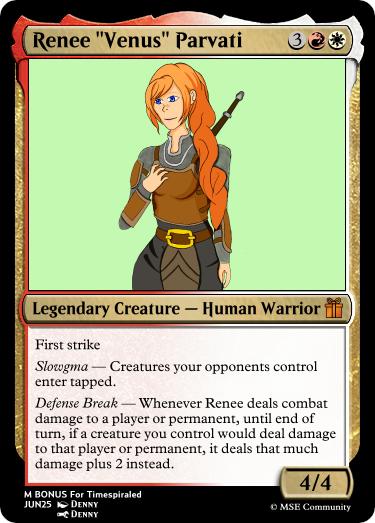 Renee "Venus" Parvati 3
Legendary Creature — Human Warrior
First strike
Slowgma — Creatures your opponents control
enter tapped.
Defense Break — Whenever Renee deals combat
damage to a player or permanent, until end of
turn, if a creature you control would deal damage
to that player or permanent, it deals that much
damage plus 2 instead.
4/4
M BONUS For Timespiraled
JUN25 DENNY
DENNY
© MSE Community